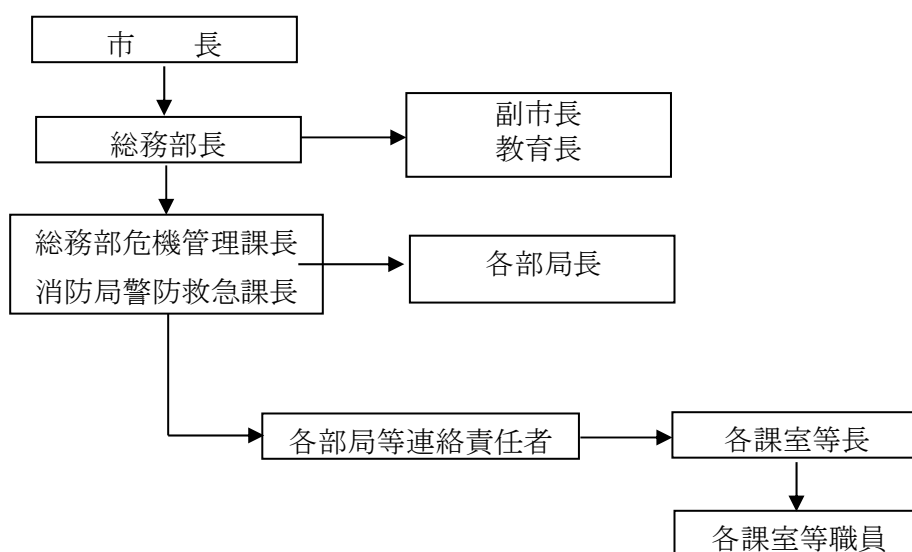 市　　長
総務部長
副市長
教育長
総務部危機管理課長
消防局警防救急課長
各部局長
各部局等連絡責任者
各課室等長
各課室等職員